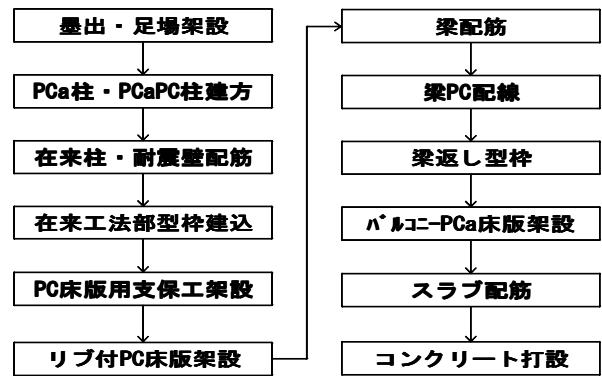 墨出・足場架設
PCa柱・PCaPC柱建方
在来柱・耐震壁配筋
在来工法部型枠建込
PC床版用支保工架設
リブ付PC床版架設
梁配筋
梁PC配線
梁返し型枠
ﾊﾞﾙｺﾆｰPCa床版架設
スラブ配筋
コンクリート打設